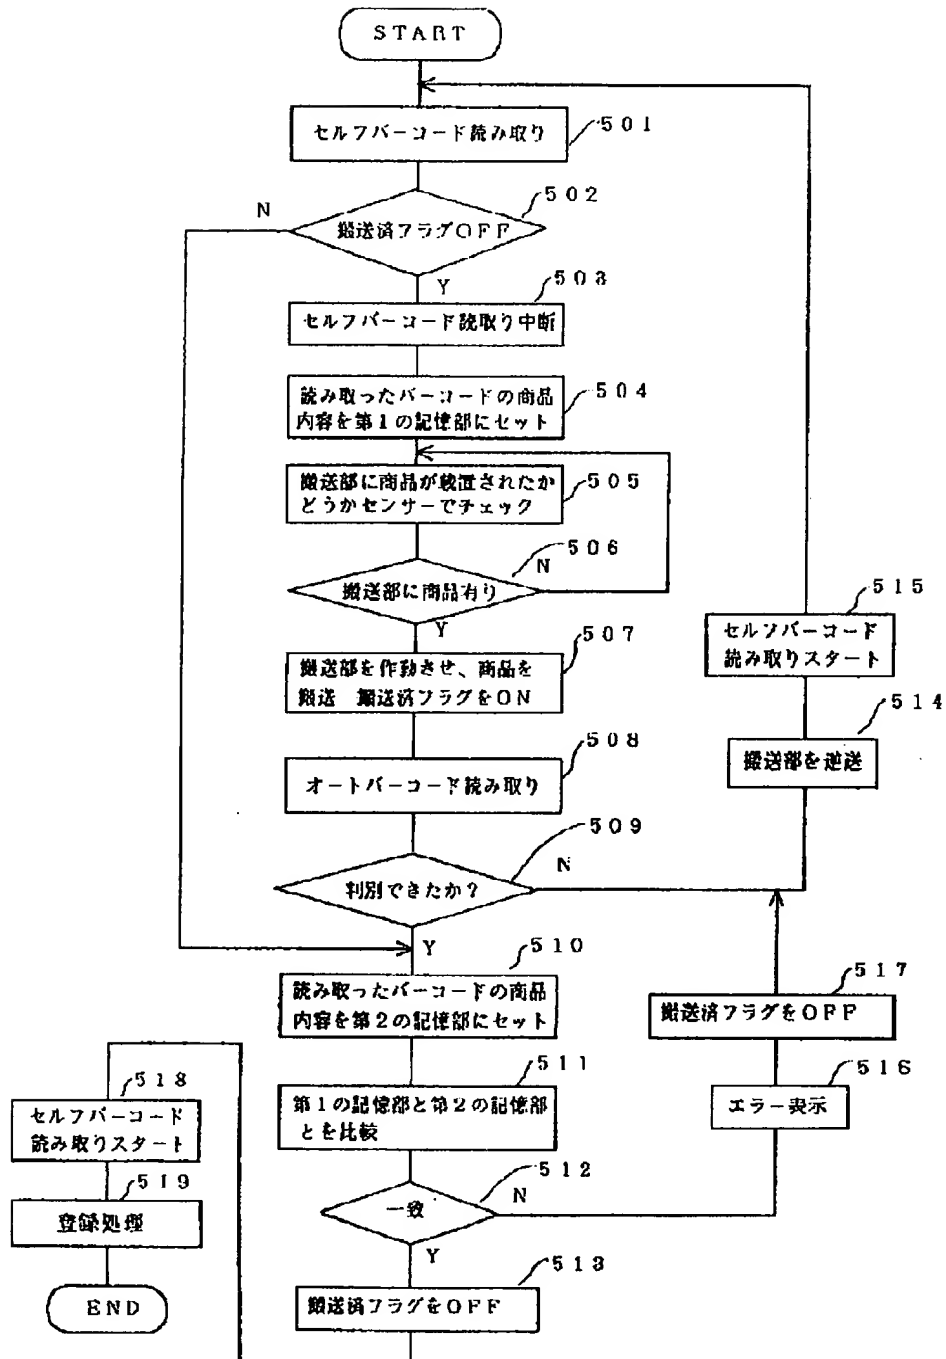 START
セルフバーコード読み取り
501
搬送済フラグOFF
502
N
Y
セルフバーコード読取り中断
503
読み取ったバーコードの商品
内容を第1の記憶部にセット
504
搬送部に商品が載置されたか
どうかセンサーでチェック
505
搬送部に商品有り
506
N
Y
搬送部を作動させ、商品を
搬送 搬送済フラグをON
507
オートバーコード読み取り
508
判別できたか?
509
N
Y
セルフバーコード
読み取りスタート
515
搬送部を逆送
514
読み取ったバーコードの商品
内容を第2の記憶部にセット
510
第1の記憶部と第2の記憶部
とを比較
511
一致
512
N
Y
搬送済フラグをOFF
513
搬送済フラグをOFF
517
エラー表示
516
セルフバーコード
読み取りスタート
518
登録処理
519
END